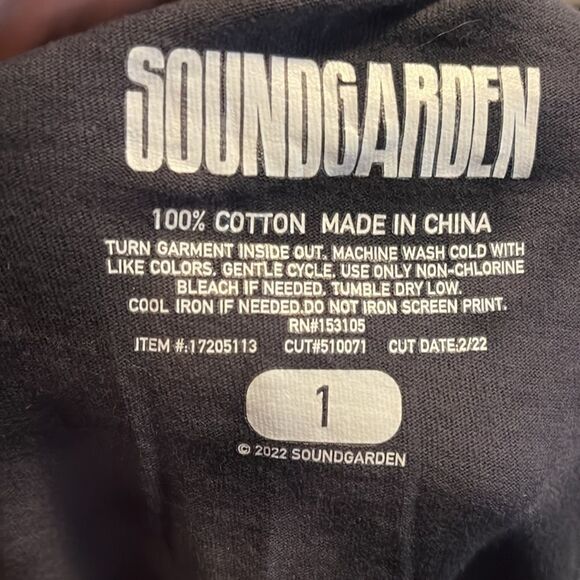 SOUNDGARDEN
100% COTTON MADE IN CHINA
TURN GARMENT INSIDE OUT. MACHINE WASH COLD WITH
LIKE COLORS. GENTLE CYCLE. USE ONLY NON-CHLORINE
BLEACH IF NEEDED. TUMBLE DRY LOW.
COOL IRON IF NEEDED.DO NOT IRON SCREEN PRINT.
RN#153105
ITEM #:17205113 CUT#510071 CUT DATE:2/22
1
© 2022 SOUNDGARDEN